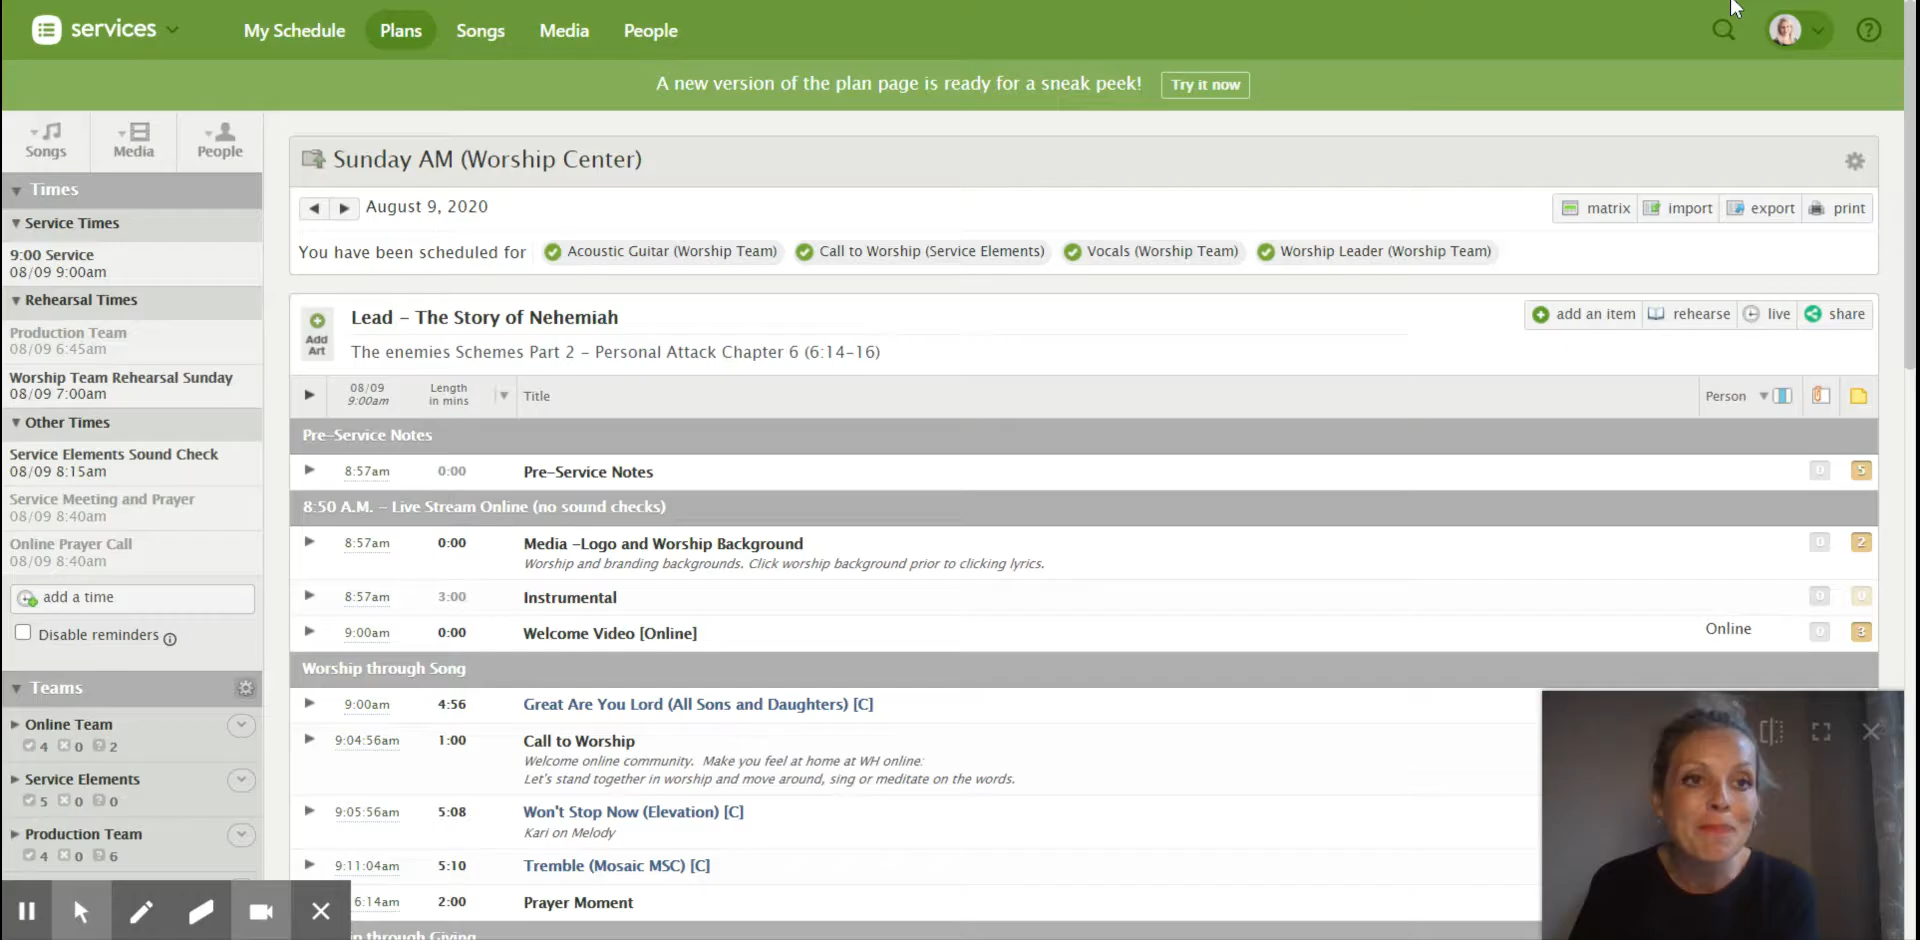 services
My Schedule
Plans
Songs
Media
People
A new version of the plan page is ready for a sneak peek!
Try it now
Songs
Media
People
Times
Service Times
9:00 Service
08/09 9:00am
Rehearsal Times
Production Team
08/09 6:45am
Worship Team Rehearsal Sunday
08/09 7:00am
Other Times
Service Elements Sound Check
08/09 8:15am
Service Meeting and Prayer
08/09 8:40am
Online Prayer Call
08/09 8:40am
add a time
Disable reminders
Teams
Online Team
4 0 2
Service Elements
5 0 0
Production Team
4 0 6
Sunday AM (Worship Center)
August 9, 2020
matrix import export print
You have been scheduled for Acoustic Guitar (Worship Team) Call to Worship (Service Elements) Vocals (Worship Team) Worship Leader (Worship Team)
Add Art
Lead - The Story of Nehemiah
add an item rehearse live share
The enemies Schemes Part 2 - Personal Attack Chapter 6 (6:14-16)
08/09 9:00am
Length in mins
Title
Person
Pre-Service Notes
8:57am 0:00 Pre-Service Notes 0 5
8:50 A.M. - Live Stream Online (no sound checks)
8:57am 0:00 Media -Logo and Worship Background 0 2
Worship and branding backgrounds. Click worship background prior to clicking lyrics.
8:57am 3:00 Instrumental 0 0
9:00am 0:00 Welcome Video [Online] Online 0 3
Worship through Song
9:00am 4:56 Great Are You Lord (All Sons and Daughters) [C]
9:04:56am 1:00 Call to Worship
Welcome online community. Make you feel at home at WH online:
Let's stand together in worship and move around, sing or meditate on the words.
9:05:56am 5:08 Won't Stop Now (Elevation) [C]
Kari on Melody
9:11:04am 5:10 Tremble (Mosaic MSC) [C]
6:14am 2:00 Prayer Moment
ip through Giving